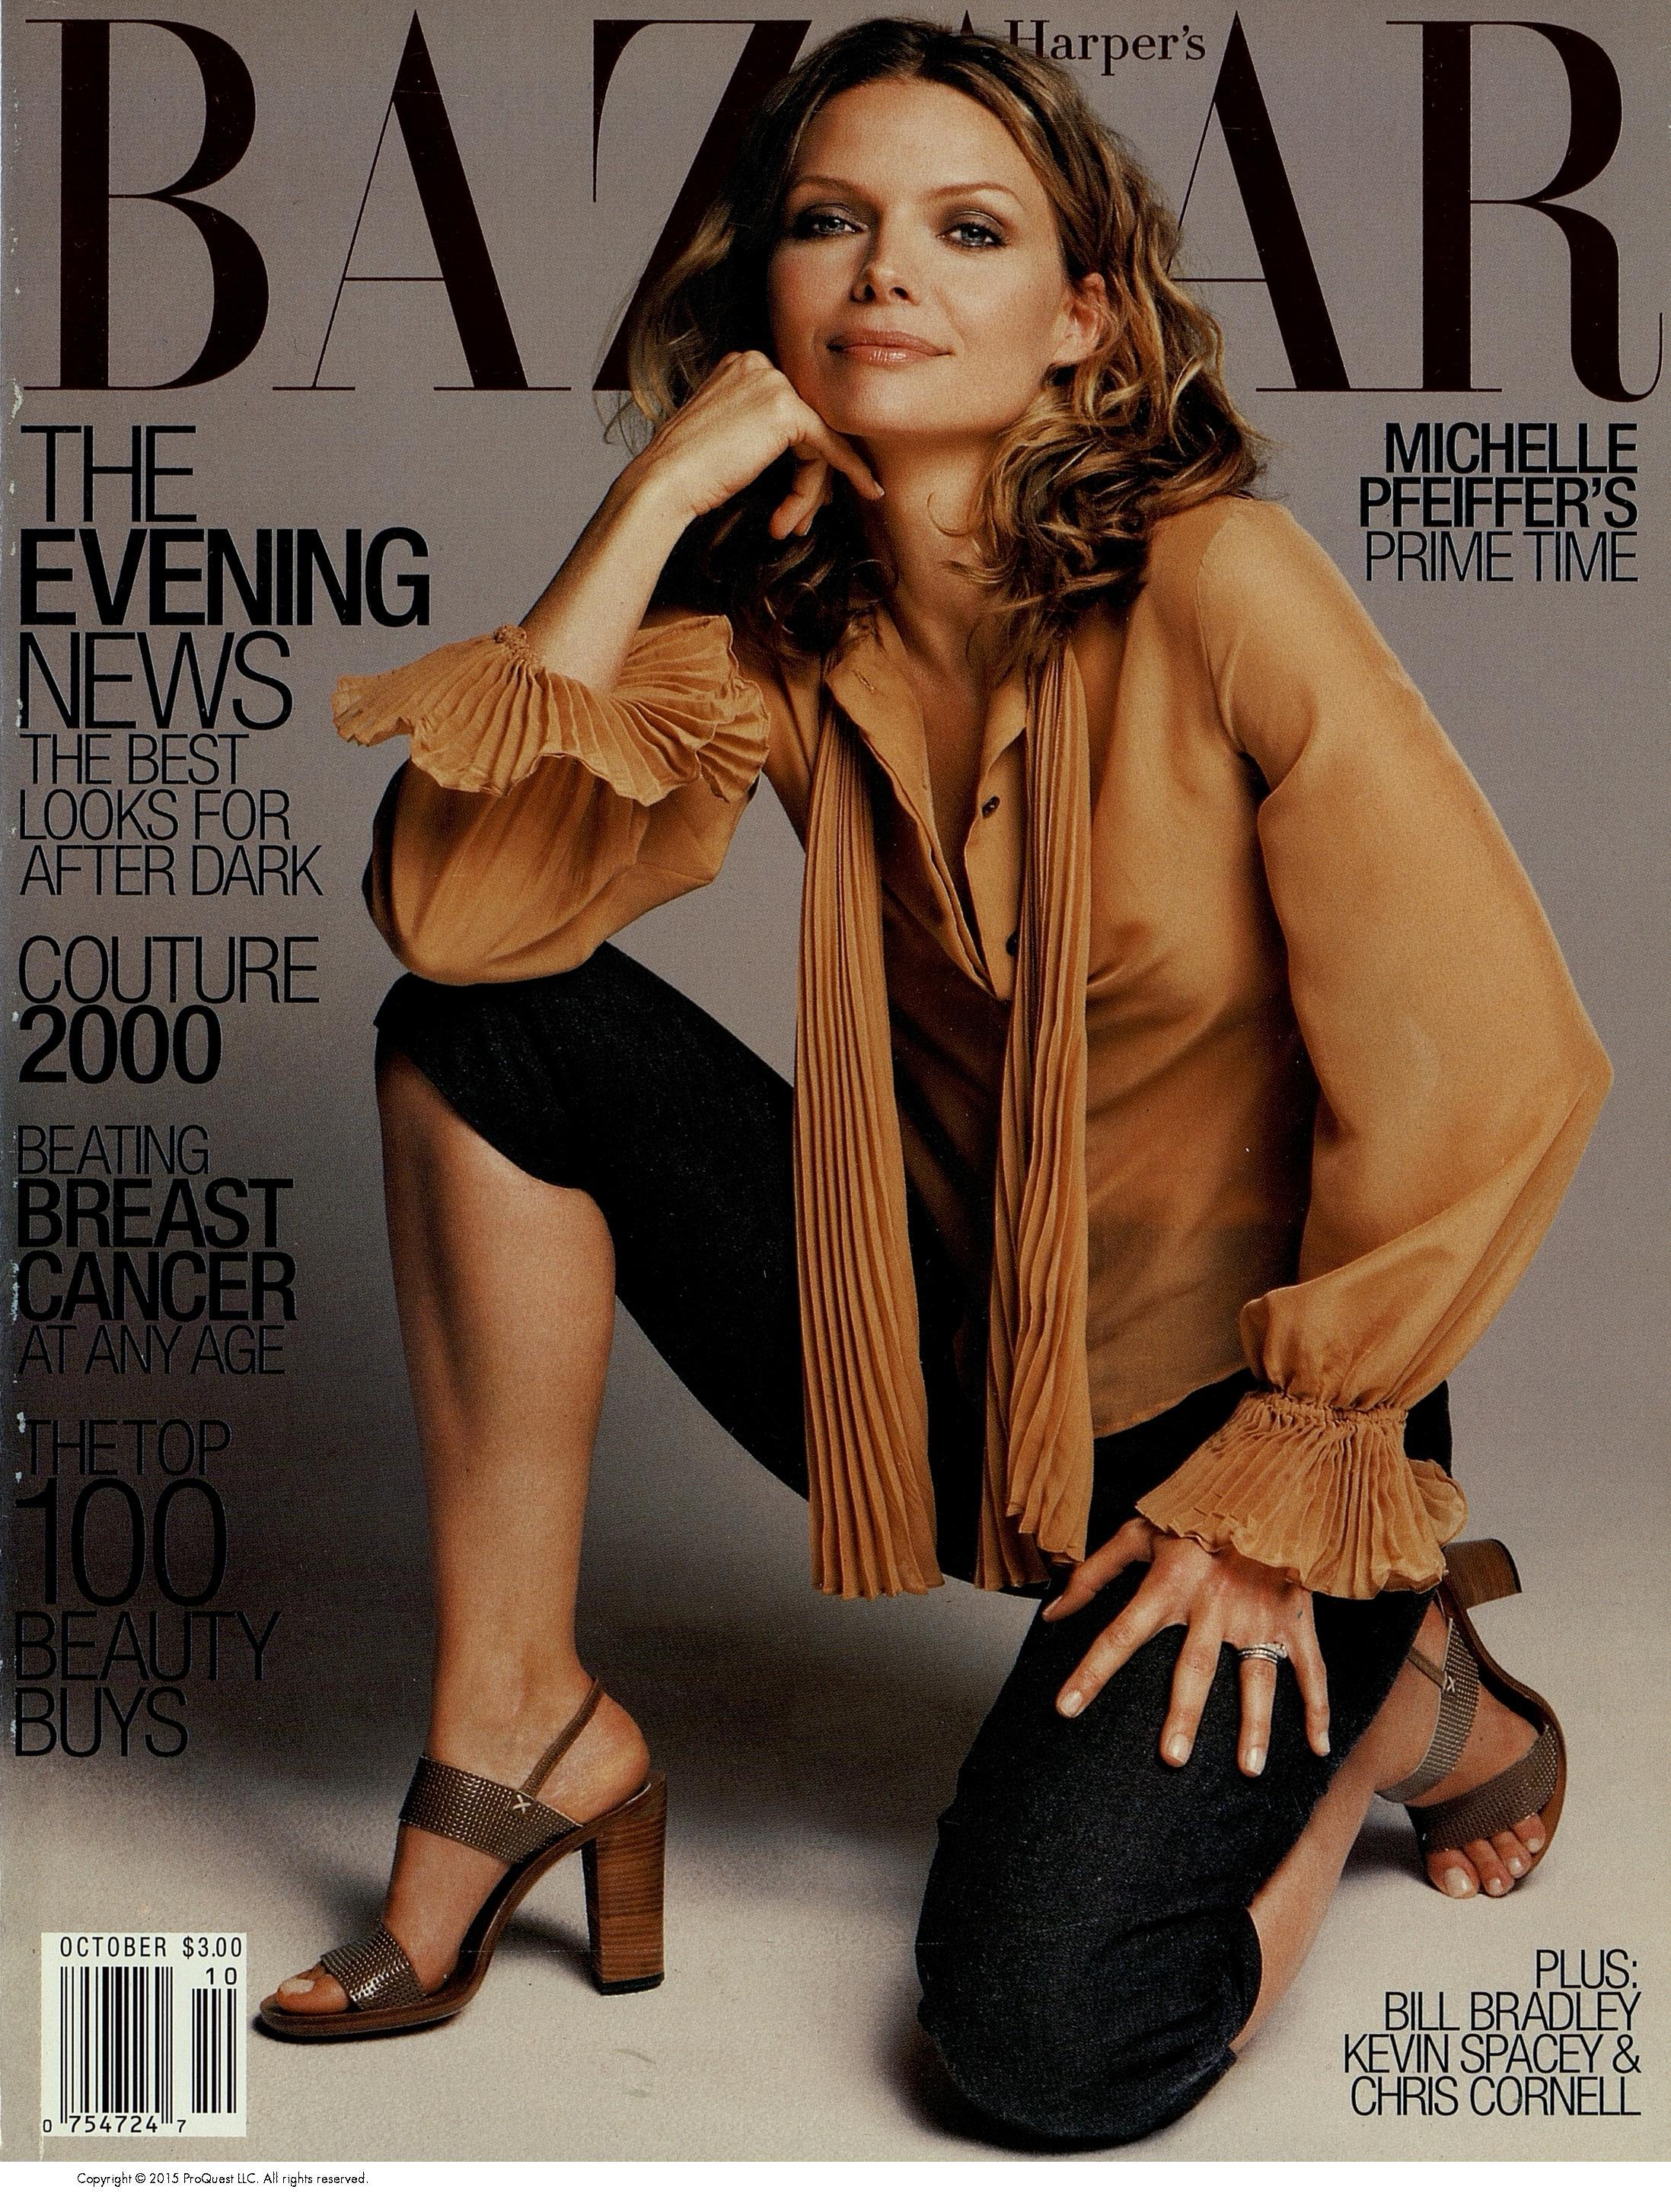 Harper's
BAZAAR
THE
EVENING
NEWS
THE BEST
LOOKS FOR
AFTER DARK
COUTURE
2000
BEATING
BREAST
CANCER
AT ANY AGE
THE TOP
100
BEAUTY
BUYS
MICHELLE
PFEIFFER'S
PRIME TIME
OCTOBER $3.00
10
0 754724 7
PLUS:
BILL BRADLEY
KEVIN SPACEY &
CHRIS CORNELL
Copyright © 2015 ProQuest LLC. All rights reserved.